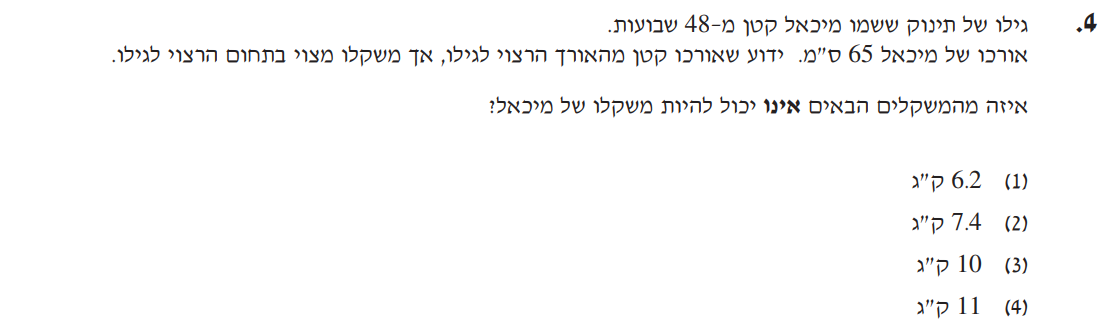 4. גילו של תינוק ששמו מיכאל קטן מ-48 שבועות.
אורכו של מיכאל 65 ס"מ. ידוע שאורכו קטן מהאורך הרצוי לגילו, אך משקלו מצוי בתחום הרצוי לגילו.
איזה מהמשקלים הבאים אינו יכול להיות משקלו של מיכאל?
(1) 6.2 ק"ג
(2) 7.4 ק"ג
(3) 10 ק"ג
(4) 11 ק"ג